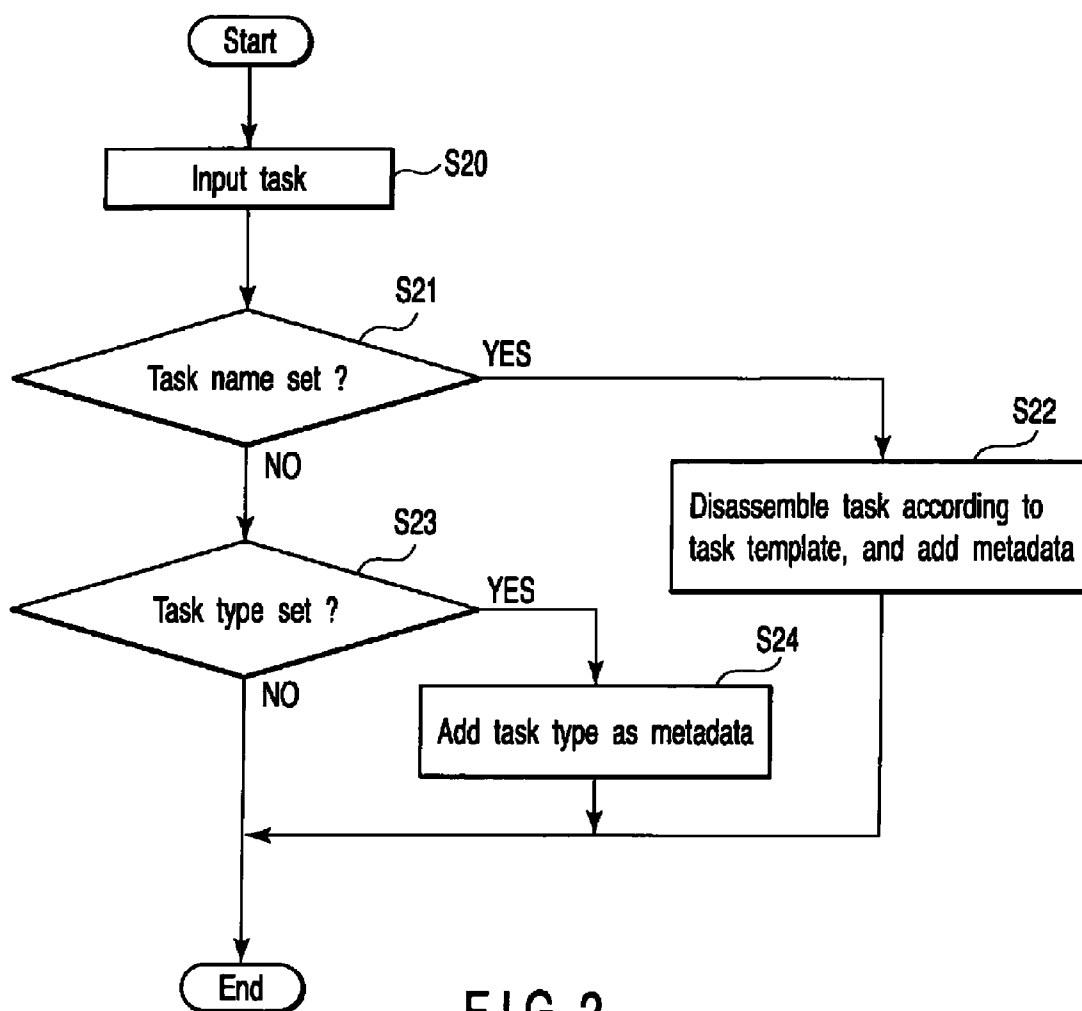 Start
Input task
S20
S21
Task name set ?
YES
NO
S22
Disassemble task according to
task template, and add metadata
S23
Task type set ?
YES
NO
S24
Add task type as metadata
End